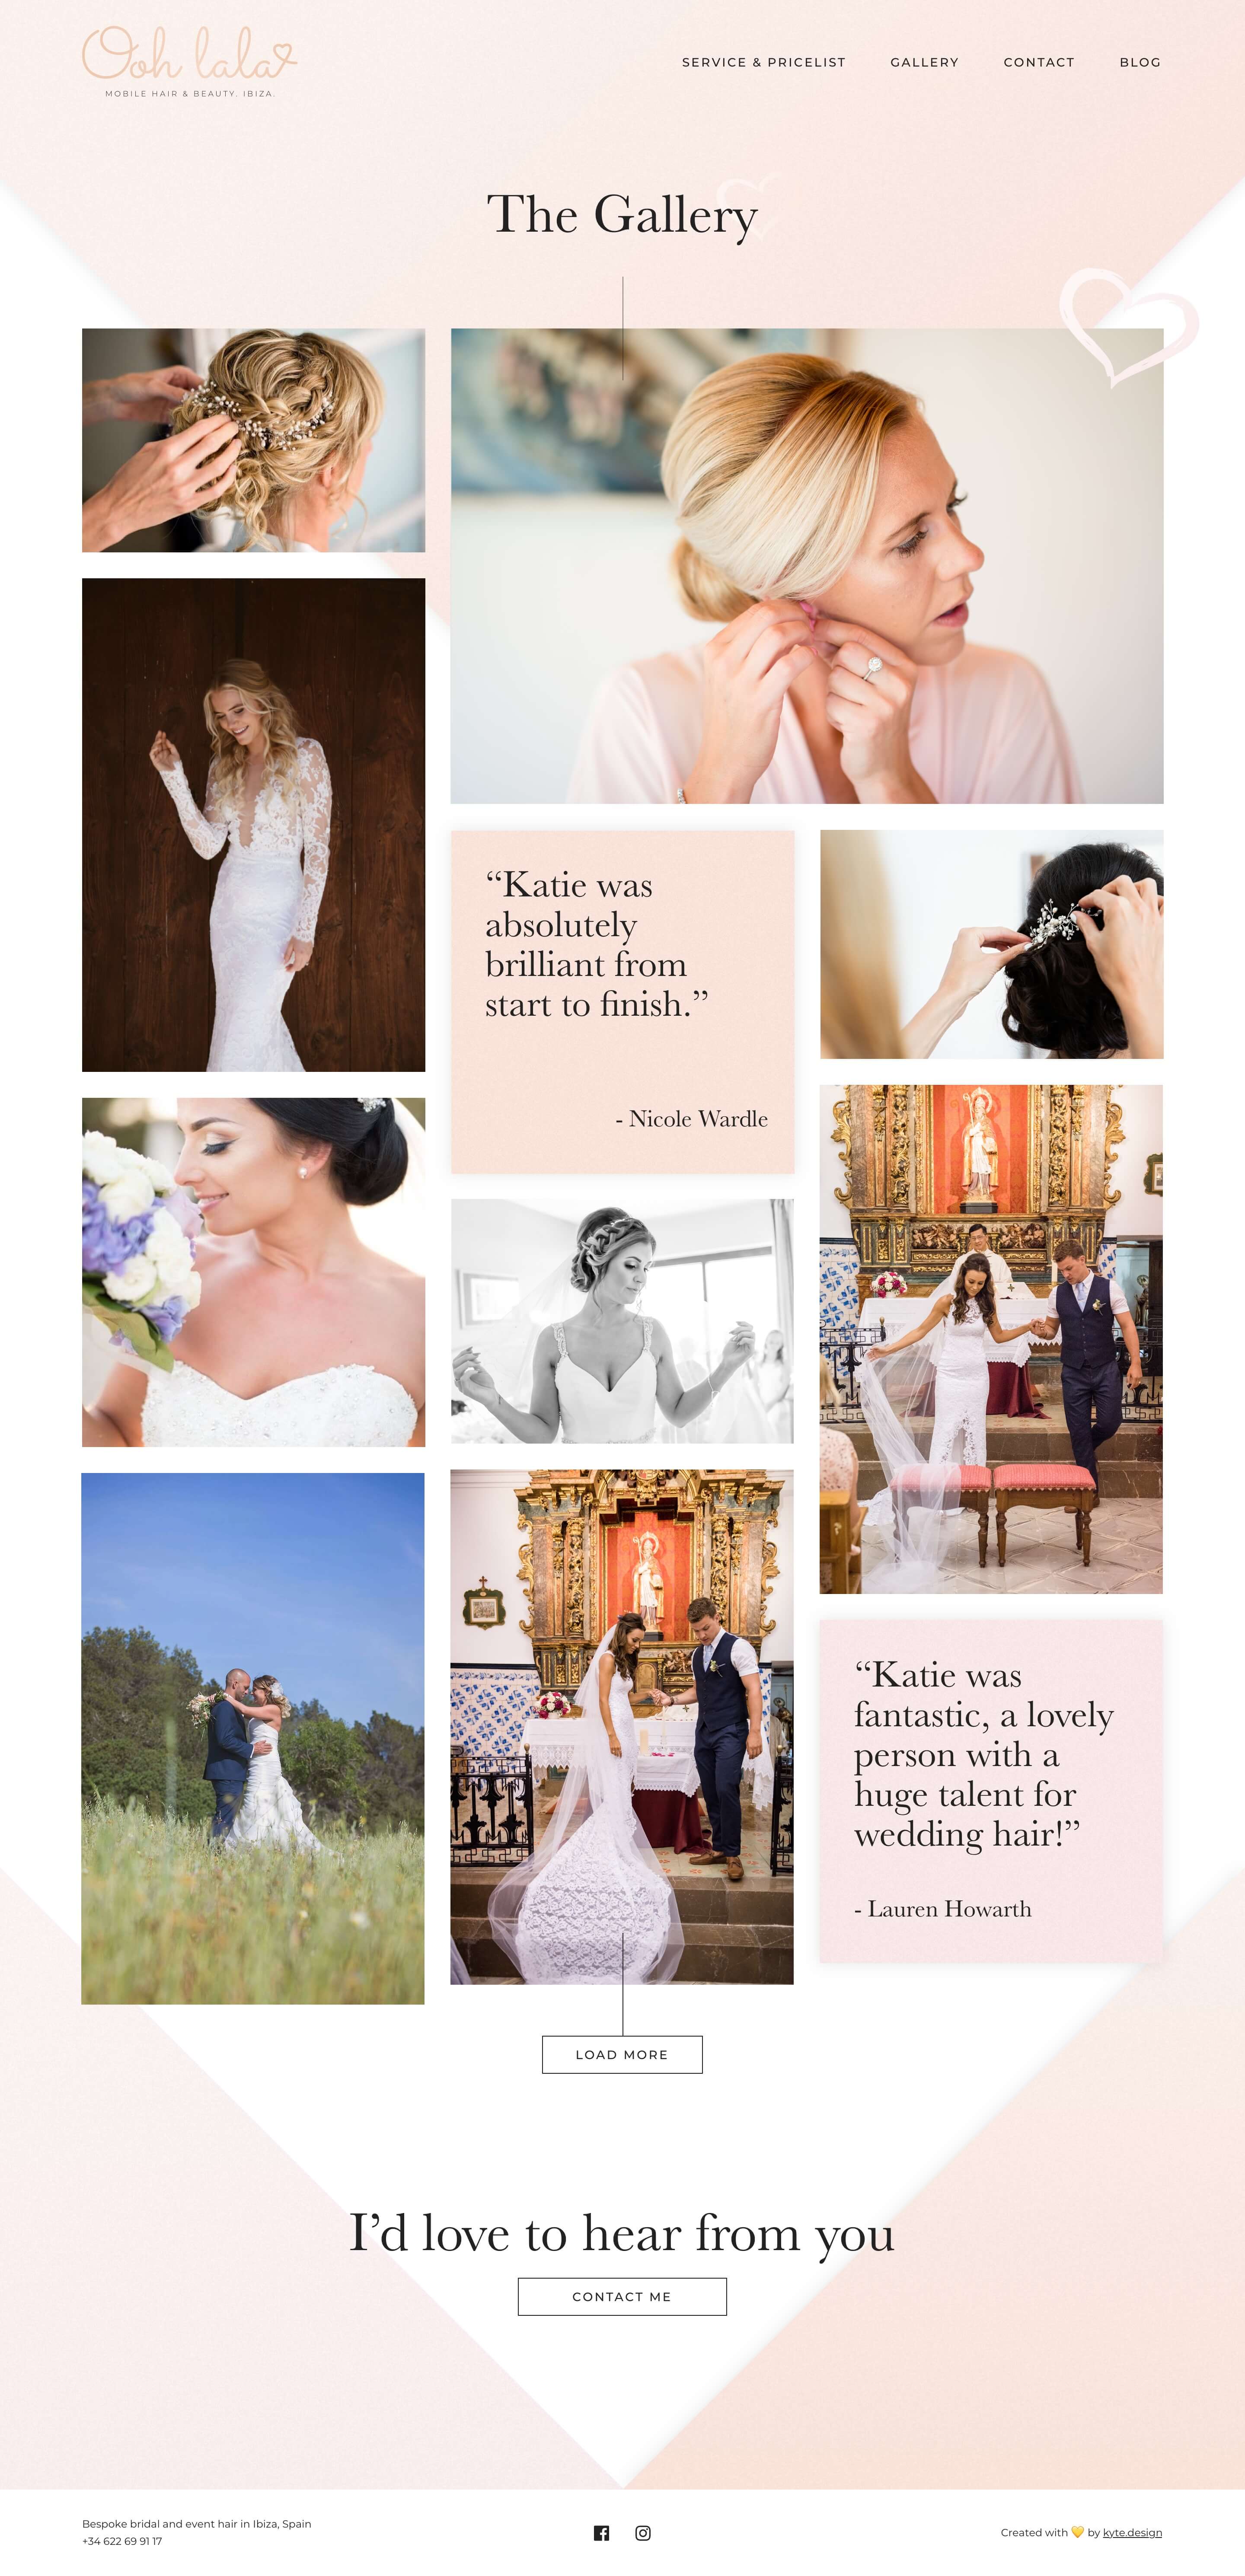 Ooh lala
MOBILE HAIR & BEAUTY. IBIZA.
SERVICE & PRICELIST
GALLERY
CONTACT
BLOG
The Gallery
“Katie was
absolutely
brilliant from
start to finish.”
- Nicole Wardle
“Katie was
fantastic, a lovely
person with a
huge talent for
wedding hair!”
- Lauren Howarth
LOAD MORE
I’d love to hear from you
CONTACT ME
Bespoke bridal and event hair in Ibiza, Spain
+34 622 69 91 17
Created with 💛 by kyte.design